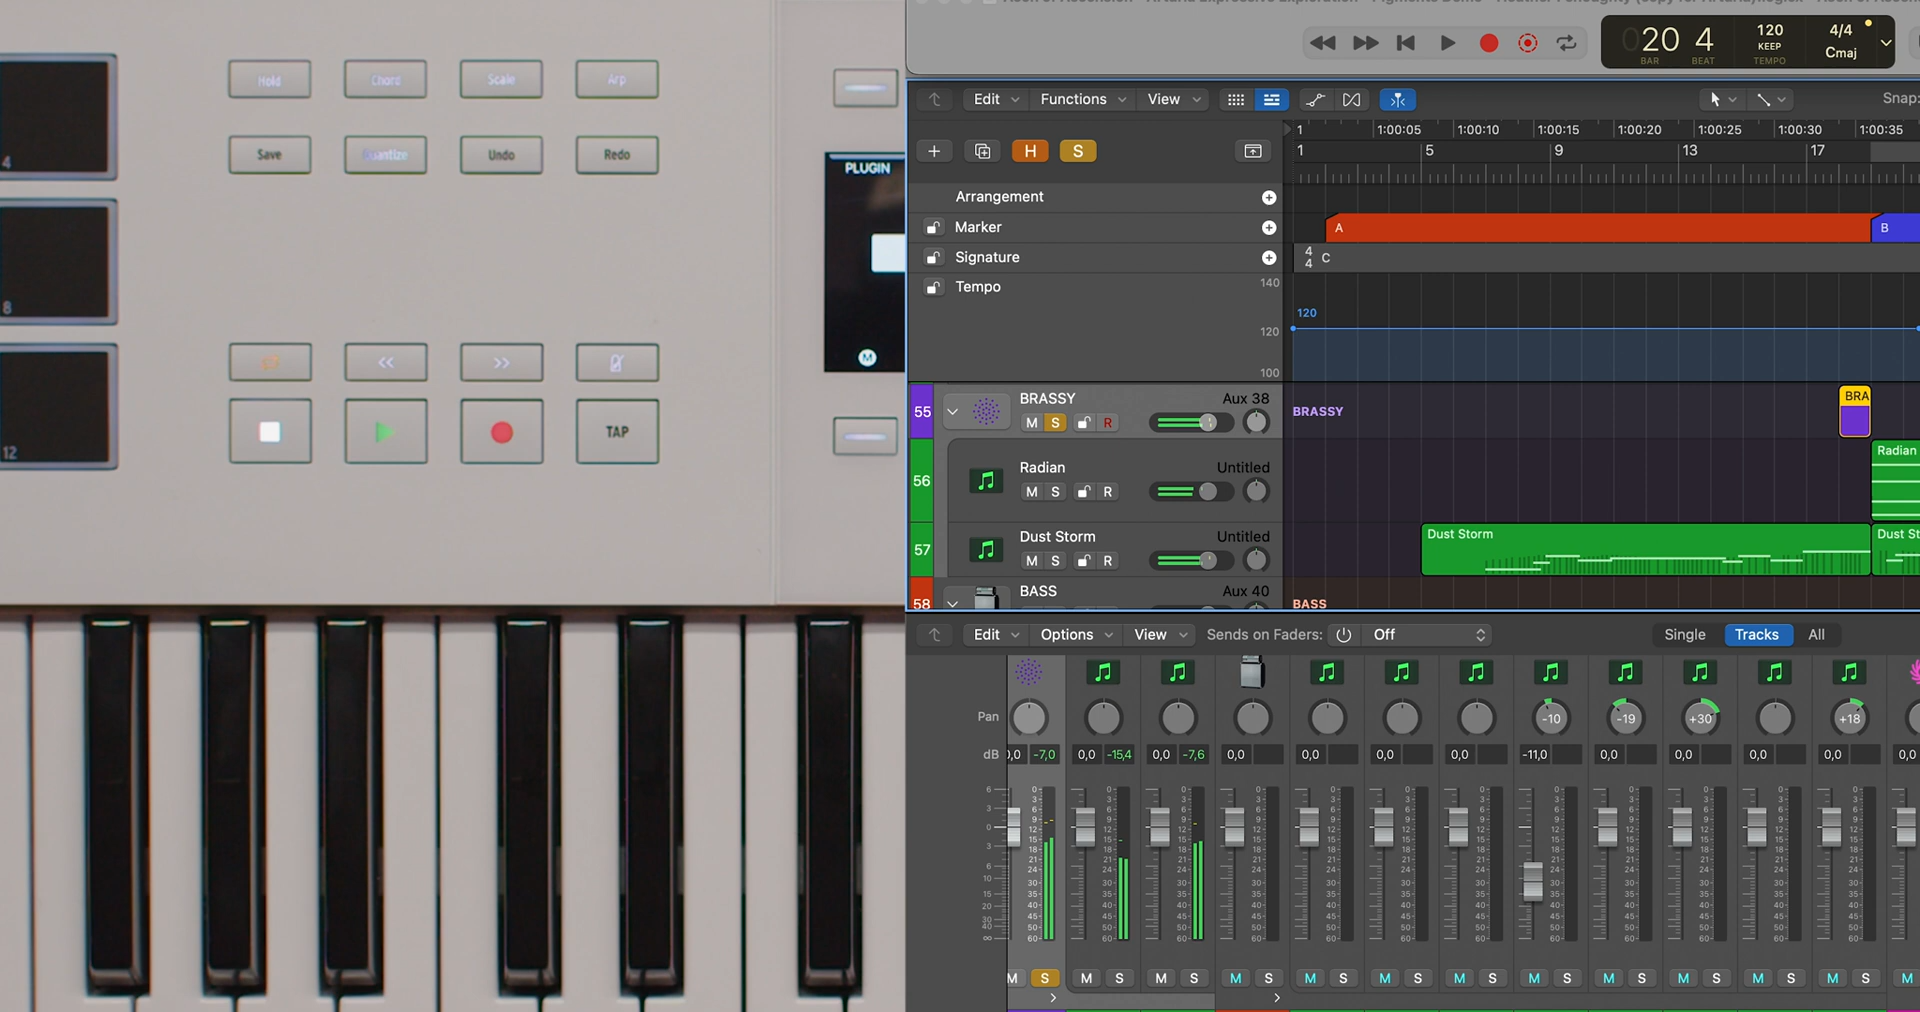 Hold Chord Scale Arp
Save Quantize Undo Redo
4
8
12
TAP
PLUGIN
M
20 4
BAR BEAT
120
KEEP
TEMPO
4/4
Cmaj
Edit Functions View
Snap:
H S
1 1:00:05 1:00:10 1:00:15 1:00:20 1:00:25 1:00:30 1:00:35
1 5 9 13 17
Arrangement
Marker
A B
Signature
4
4
C
Tempo
140
120
100
120
55 BRASSY Aux 38
M S R
BRASSY
BRA
56 Radian Untitled
M S R
Radian
57 Dust Storm Untitled
M S R
Dust Storm
Dust St
58 BASS Aux 40
BASS
Edit Options View Sends on Faders: Off
Single Tracks All
Pan -10 -19 +30 +18
dB 0,0 -7,0 0,0 -15,4 0,0 -7,6 0,0 0,0 0,0 0,0 -11,0 0,0 0,0 0,0 0,0 0,0
M S M S M S M S M S M S M S M S M S M S M S M S M